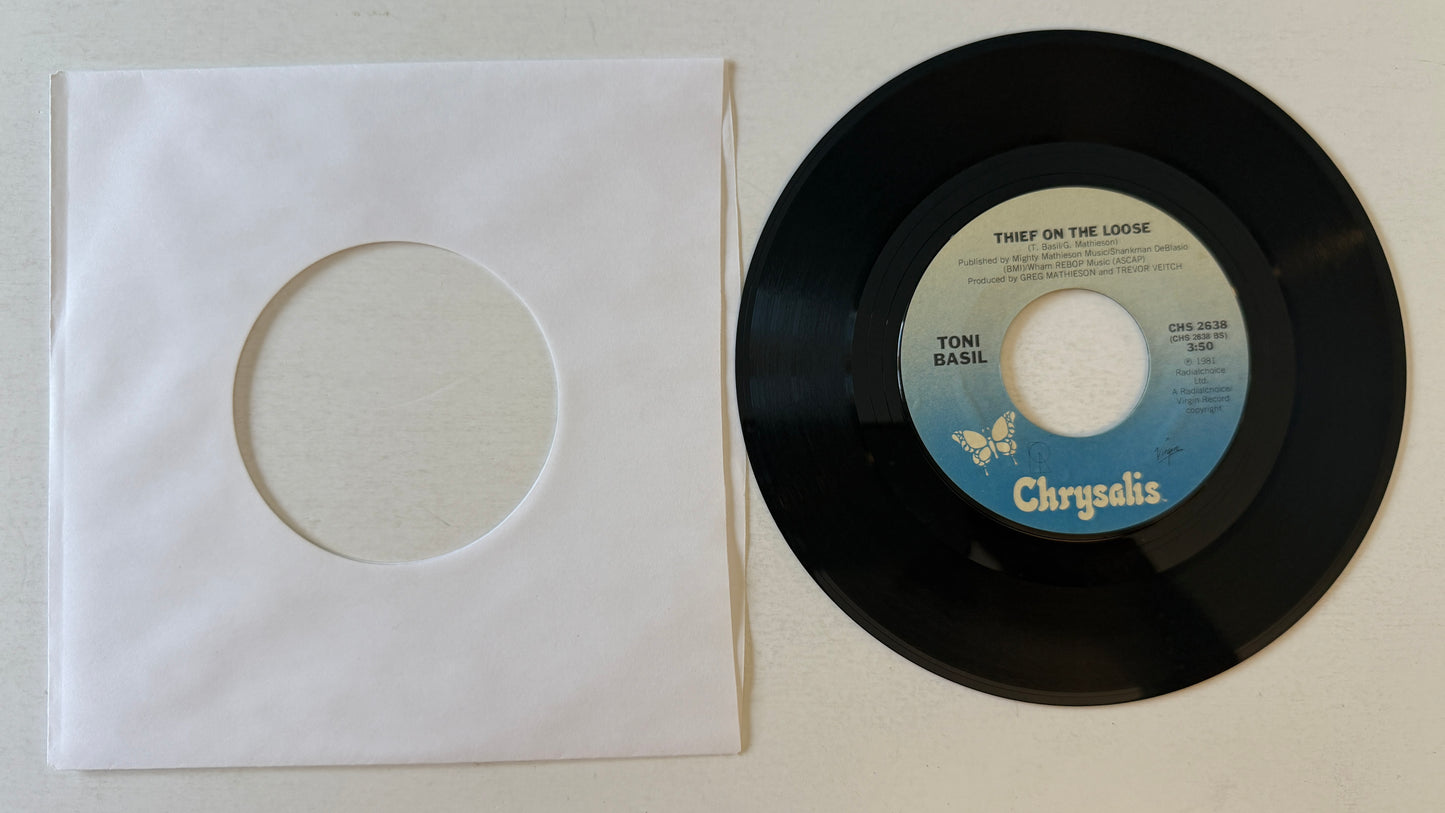 THIEF ON THE LOOSE
(T. Basil/G. Mathieson)
Published by Mighty Mathieson Music/Shankman DeBlasio
(BMI)/Wham REBOP Music (ASCAP)
Produced by GREG MATHIESON and TREVOR VEITCH
TONI
BASIL
CHS 2638
(CHS 2638 BS)
3:50
℗ 1981
Radialchoice
Ltd.
A Radialchoice/
Virgin Record
copyright
Virgin
Chrysalis™